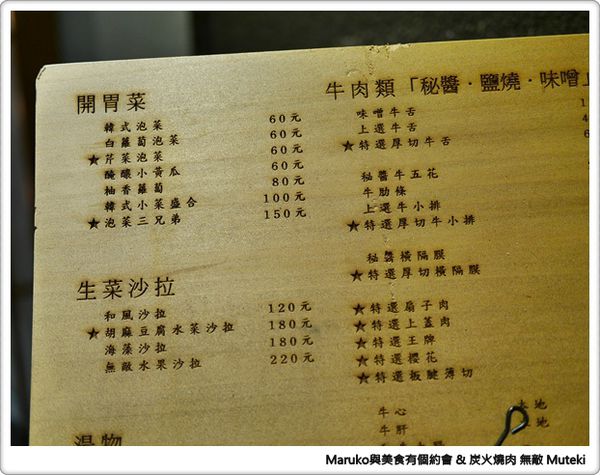 開胃菜
韓式泡菜 60元
白蘿蔔泡菜 60元
★芹菜泡菜 60元
醃釀小黃瓜 60元
柚香蘿蔔 80元
韓式小菜盛合 100元
★泡菜三兄弟 150元
生菜沙拉
和風沙拉 120元
★胡麻豆腐水菜沙拉 180元
海藻沙拉 180元
無敵水果沙拉 220元
湯物
牛肉類「秘醬·鹽燒·味噌」
味噌牛舌
上選牛舌
★特選厚切牛舌
秘醬牛五花
牛肋條
上選牛小排
★特選厚切牛小排
秘醬橫隔膜
★特選厚切橫隔膜
★特選扇子肉
★特選上蓋肉
★特選王牌
★特選櫻花
★特選板腱薄切
牛心
牛肝
Maruko與美食有個約會 & 炭火燒肉 無敵 Muteki